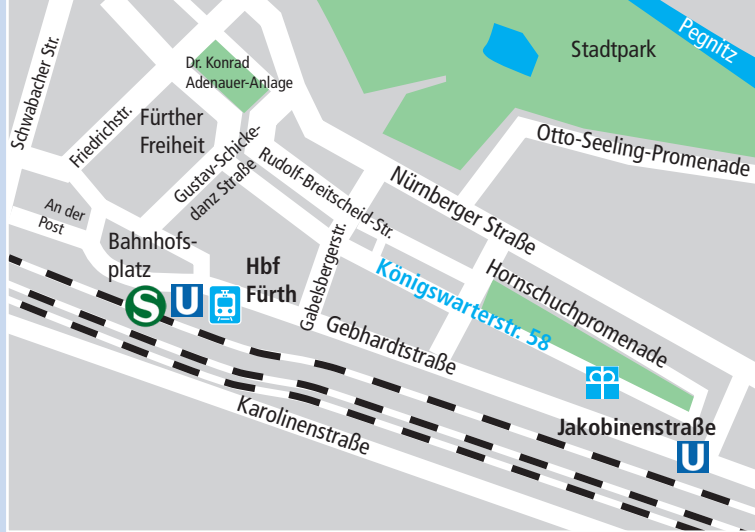 Pegnitz
Stadtpark
Schwabacher Str.
Dr. Konrad
Adenauer-Anlage
Friedrichstr.
Fürther
Freiheit
Otto-Seeling-Promenade
Gustav-Schicke-
danz Straße
Rudolf-Breitscheid-Str.
Nürnberger Straße
An der
Post
Bahnhofs-
platz
Hbf
Fürth
Gabelsbergerstr.
Königswarterstr. 58
Hornschuchpromenade
S
U
Gebhardtstraße
Karolinenstraße
Jakobinenstraße
U